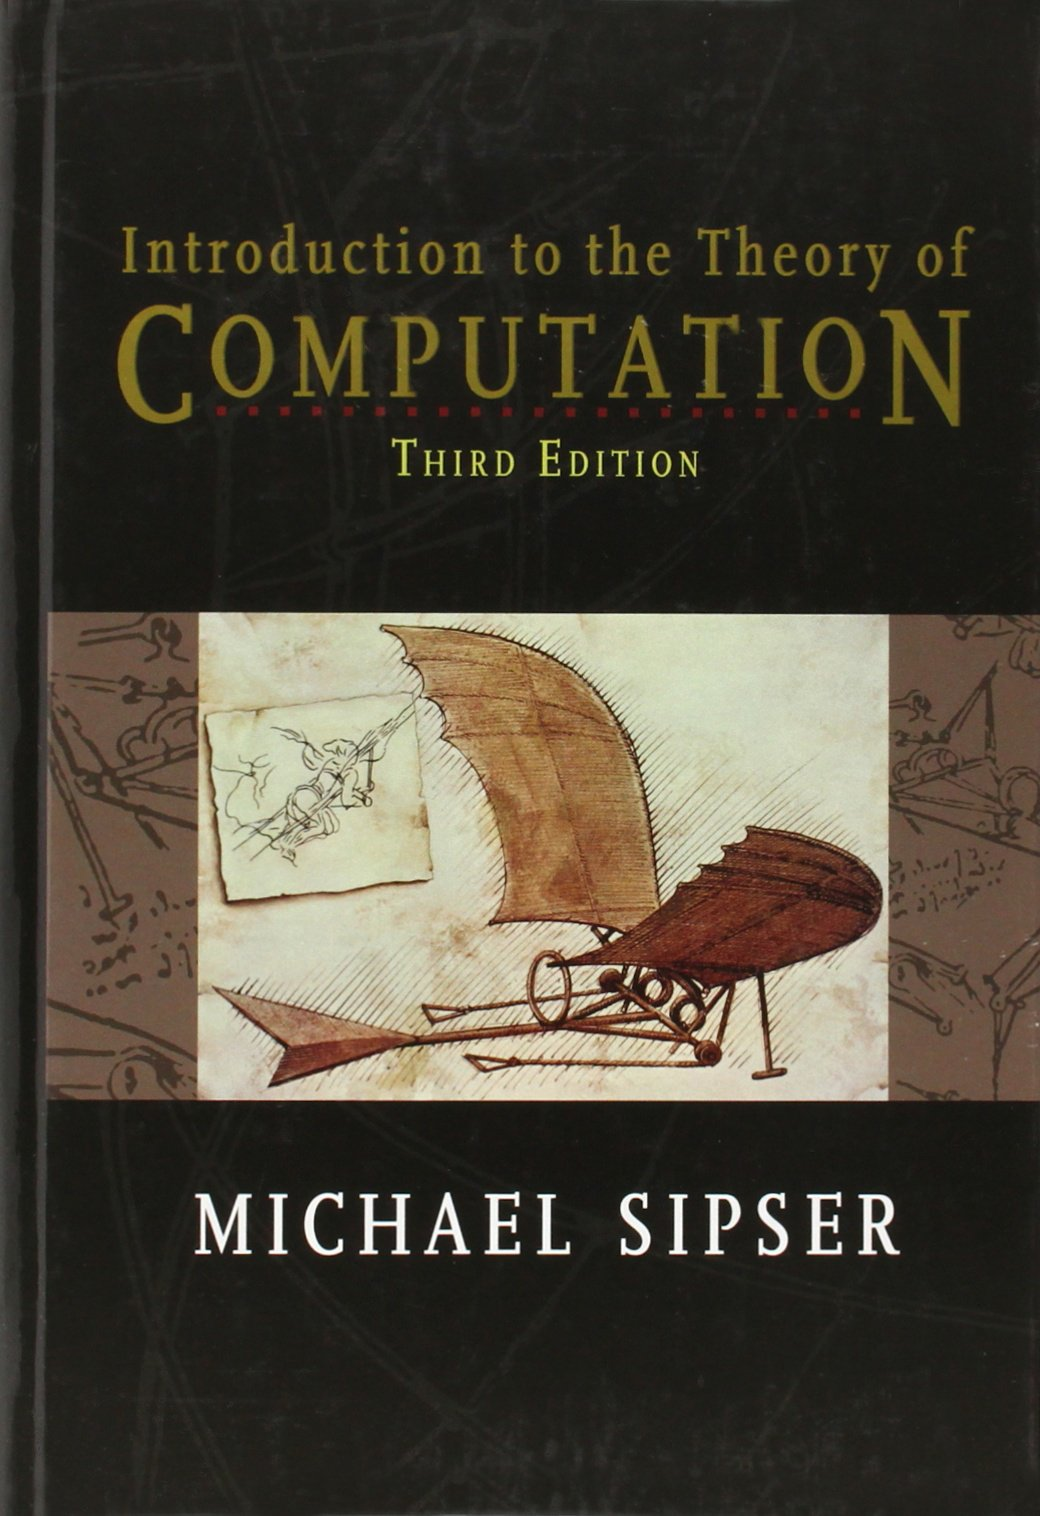 Introduction to the Theory of
COMPUTATION
THIRD EDITION
MICHAEL SIPSER